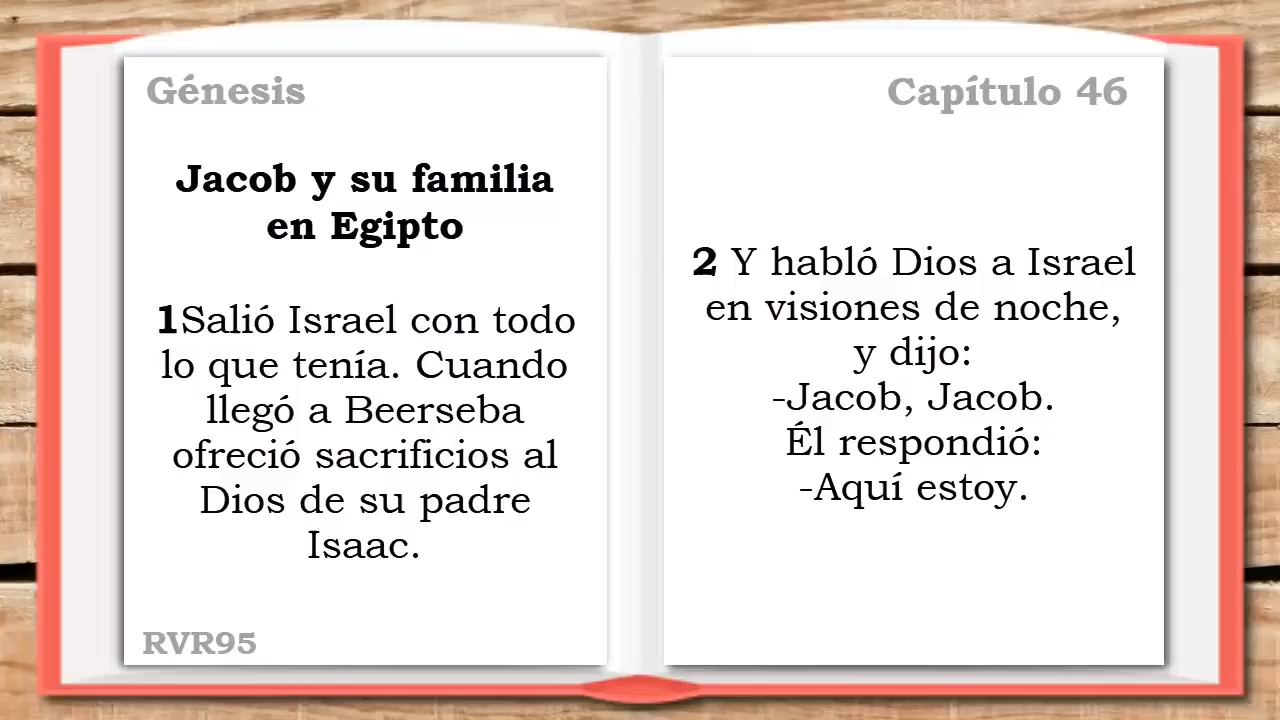 Génesis
Jacob y su familia
en Egipto
1Salió Israel con todo
lo que tenía. Cuando
llegó a Beerseba
ofreció sacrificios al
Dios de su padre
Isaac.
RVR95
Capítulo 46
2 Y habló Dios a Israel
en visiones de noche,
y dijo:
-Jacob, Jacob.
Él respondió:
-Aquí estoy.